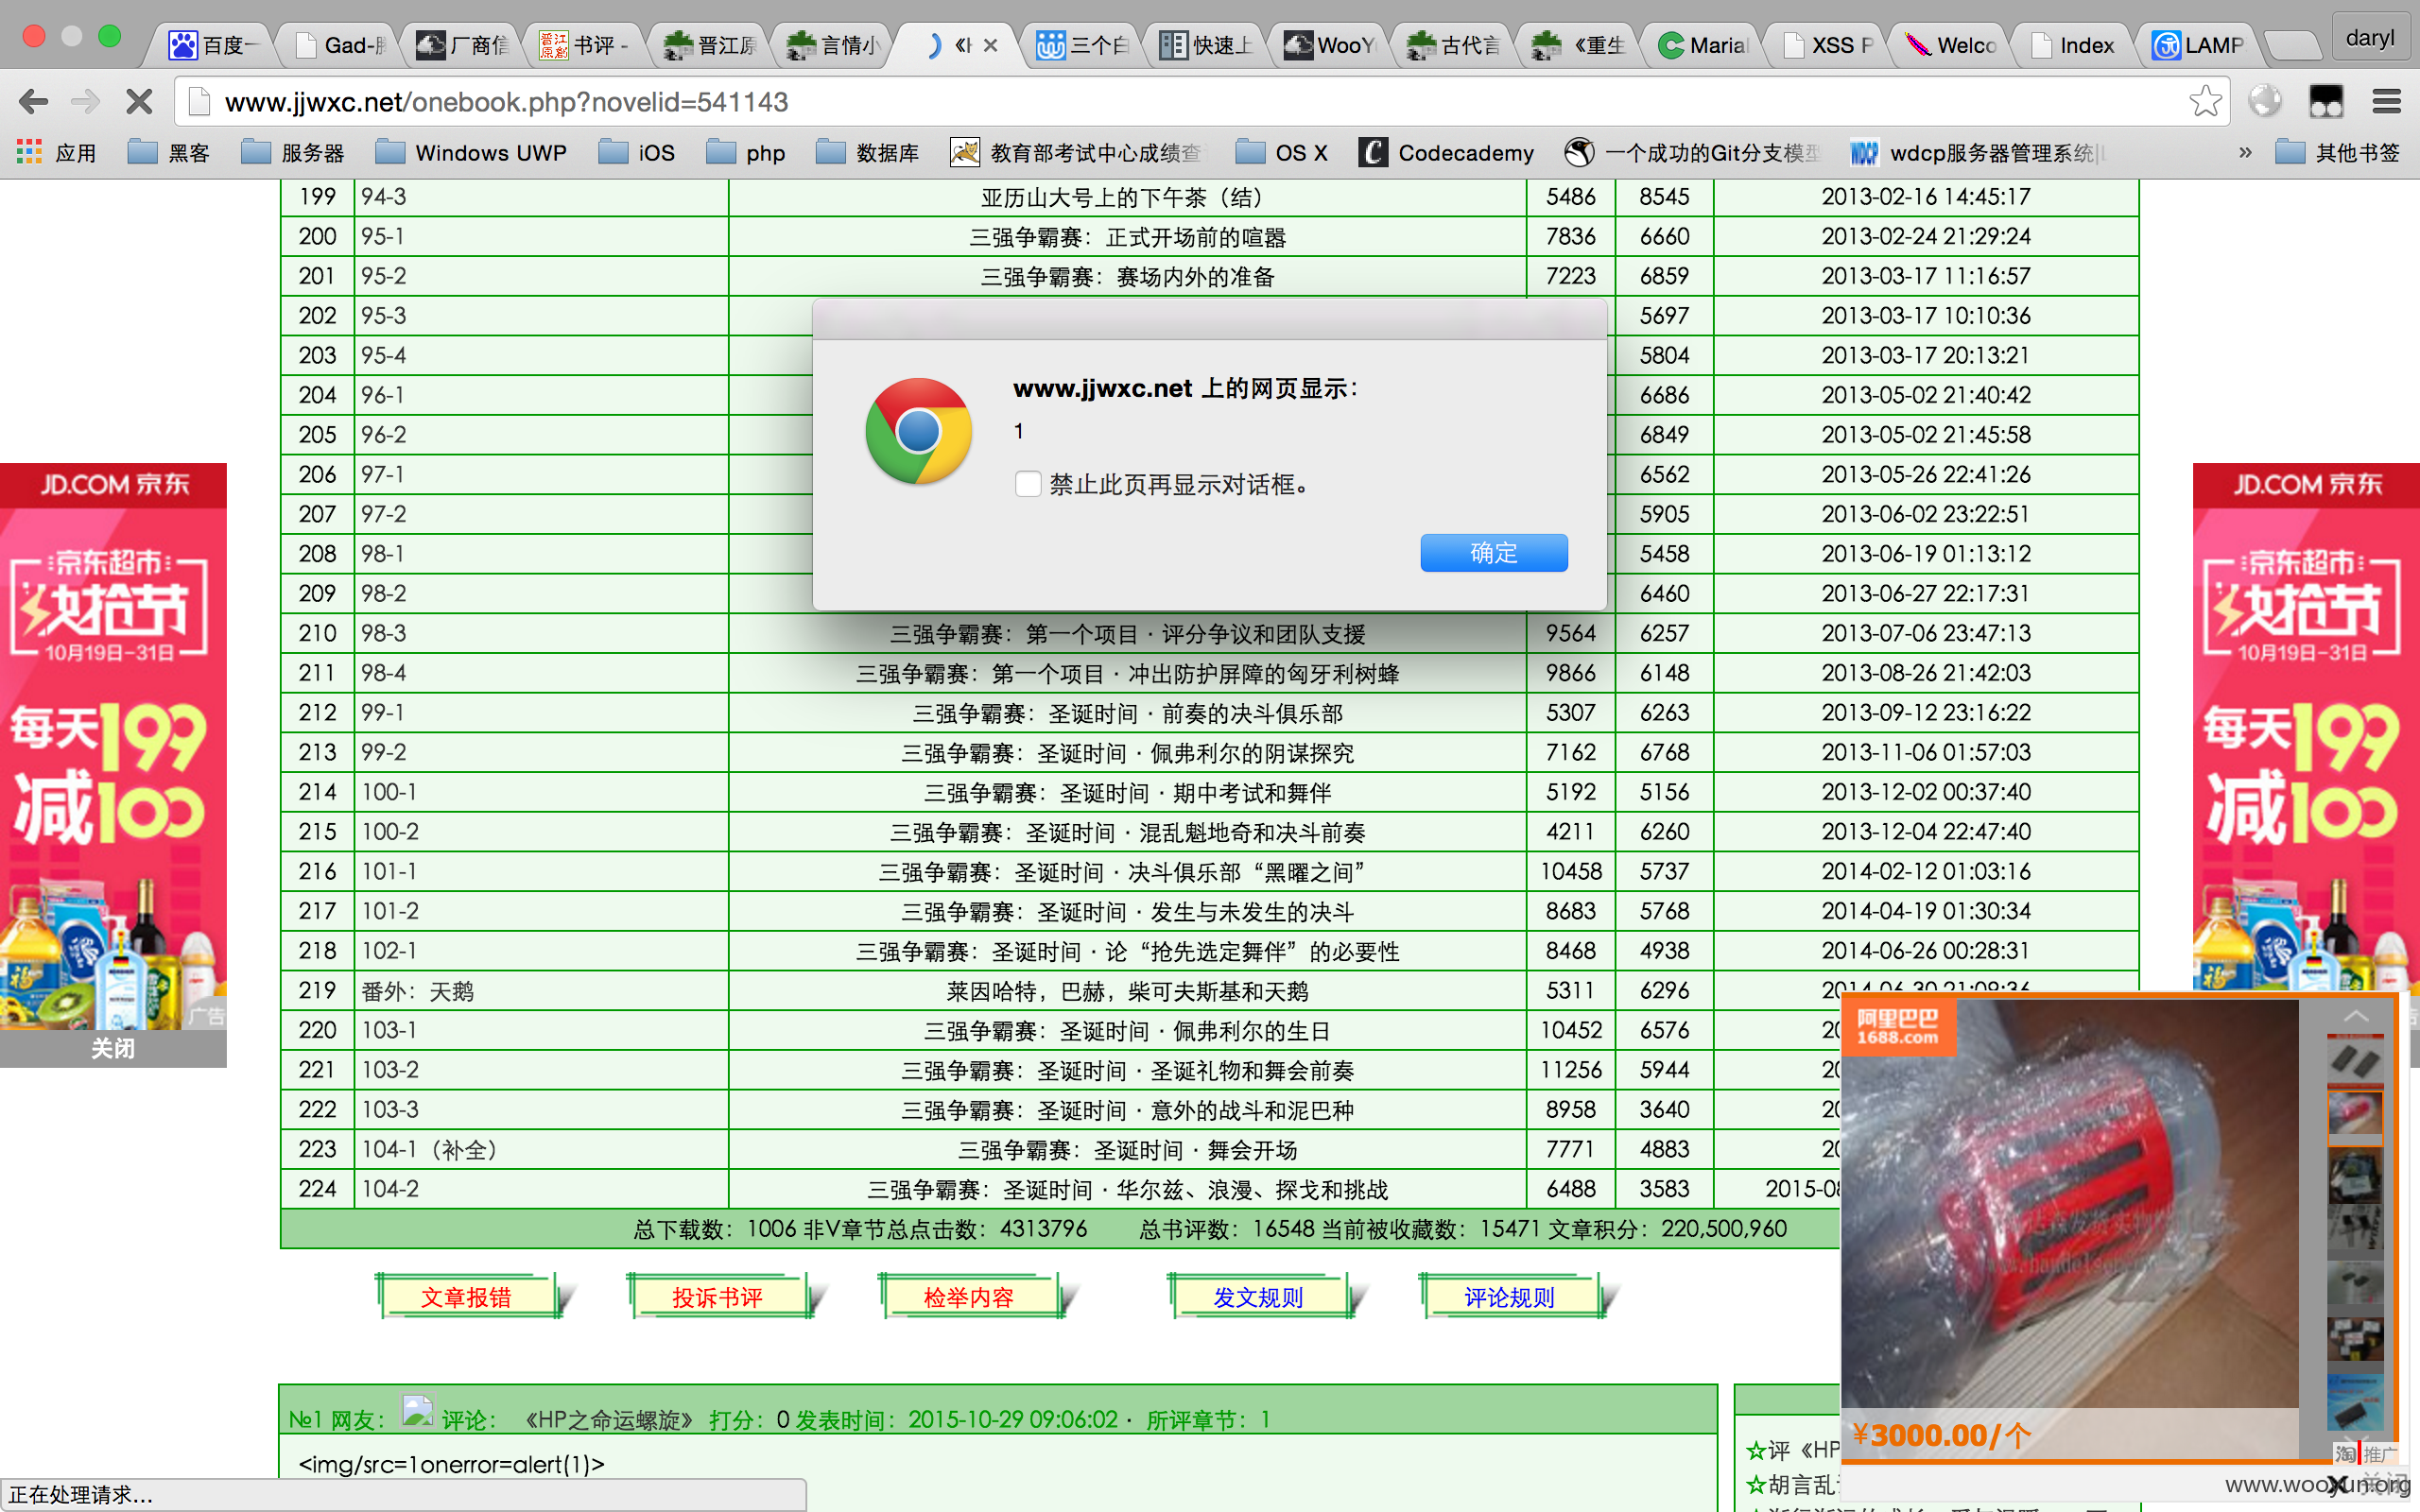 百度一
Gad-
厂商信
书评 -
晋江原
言情小
《H
三个白
快速上
WooY
古代言
《重生
Maria
XSS P
Welco
Index
LAMP
daryl
www.jjwxc.net/onebook.php?novelid=541143
应用 黑客 服务器 Windows UWP iOS php 数据库 教育部考试中心成绩查 OS X Codecademy 一个成功的Git分支模型 wdcp服务器管理系统| » 其他书签
199 94-3 亚历山大号上的下午茶（结） 5486 8545 2013-02-16 14:45:17
200 95-1 三强争霸赛：正式开场前的喧嚣 7836 6660 2013-02-24 21:29:24
201 95-2 三强争霸赛：赛场内外的准备 7223 6859 2013-03-17 11:16:57
202 95-3 5697 2013-03-17 10:10:36
203 95-4 5804 2013-03-17 20:13:21
204 96-1 6686 2013-05-02 21:40:42
205 96-2 6849 2013-05-02 21:45:58
206 97-1 6562 2013-05-26 22:41:26
207 97-2 5905 2013-06-02 23:22:51
208 98-1 5458 2013-06-19 01:13:12
209 98-2 6460 2013-06-27 22:17:31
210 98-3 三强争霸赛：第一个项目·评分争议和团队支援 9564 6257 2013-07-06 23:47:13
211 98-4 三强争霸赛：第一个项目·冲出防护屏障的匈牙利树蜂 9866 6148 2013-08-26 21:42:03
212 99-1 三强争霸赛：圣诞时间·前奏的决斗俱乐部 5307 6263 2013-09-12 23:16:22
213 99-2 三强争霸赛：圣诞时间·佩弗利尔的阴谋探究 7162 6768 2013-11-06 01:57:03
214 100-1 三强争霸赛：圣诞时间·期中考试和舞伴 5192 5156 2013-12-02 00:37:40
215 100-2 三强争霸赛：圣诞时间·混乱魁地奇和决斗前奏 4211 6260 2013-12-04 22:47:40
216 101-1 三强争霸赛：圣诞时间·决斗俱乐部“黑曜之间” 10458 5737 2014-02-12 01:03:16
217 101-2 三强争霸赛：圣诞时间·发生与未发生的决斗 8683 5768 2014-04-19 01:30:34
218 102-1 三强争霸赛：圣诞时间·论“抢先选定舞伴”的必要性 8468 4938 2014-06-26 00:28:31
219 番外：天鹅 莱因哈特，巴赫，柴可夫斯基和天鹅 5311 6296 2014-06-30 21:09:36
220 103-1 三强争霸赛：圣诞时间·佩弗利尔的生日 10452 6576 20
221 103-2 三强争霸赛：圣诞时间·圣诞礼物和舞会前奏 11256 5944 20
222 103-3 三强争霸赛：圣诞时间·意外的战斗和泥巴种 8958 3640 20
223 104-1（补全） 三强争霸赛：圣诞时间·舞会开场 7771 4883 20
224 104-2 三强争霸赛：圣诞时间·华尔兹、浪漫、探戈和挑战 6488 3583 2015-08
总下载数：1006 非V章节总点击数：4313796 总书评数：16548 当前被收藏数：15471 文章积分：220,500,960
www.jjwxc.net 上的网页显示：
1
禁止此页再显示对话框。
确定
JD.COM 京东
京东超市
快抢节
10月19日-31日
每天199
减100
广告
关闭
JD.COM 京东
京东超市
快抢节
10月19日-31日
每天199
减100
文章报错 投诉书评 检举内容 发文规则 评论规则
№1 网友： 评论： 《HP之命运螺旋》 打分：0 发表时间：2015-10-29 09:06:02 · 所评章节：1
<img/src=1onerror=alert(1)>
☆评《HP
☆胡言乱
阿里巴巴
1688.com
¥3000.00/个
淘 推广
关闭
www.wooyun.org
正在处理请求...